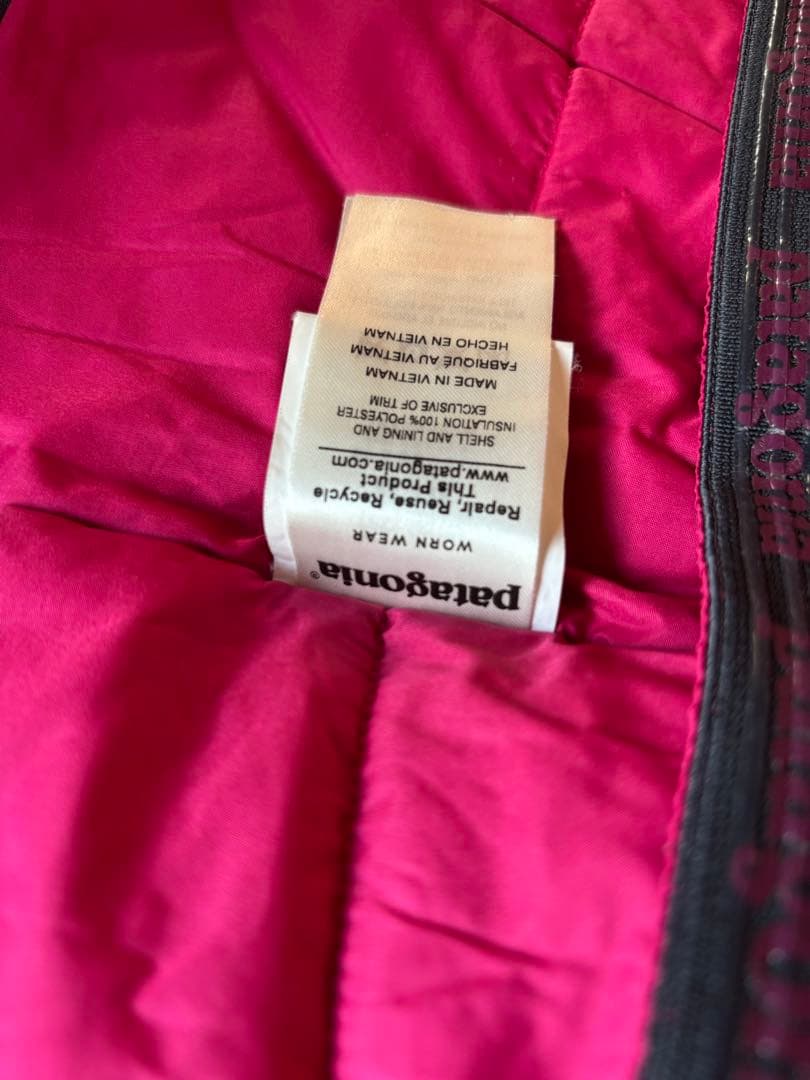 patagonia®
WORN WEAR
Repair, Reuse, Recycle
This Product
www.patagonia.com
SHELL AND LINING AND
INSULATION 100% POLYESTER
EXCLUSIVE OF TRIM
MADE IN VIETNAM
FABRIQUÉ AU VIETNAM
HECHO EN VIETNAM
patagonia